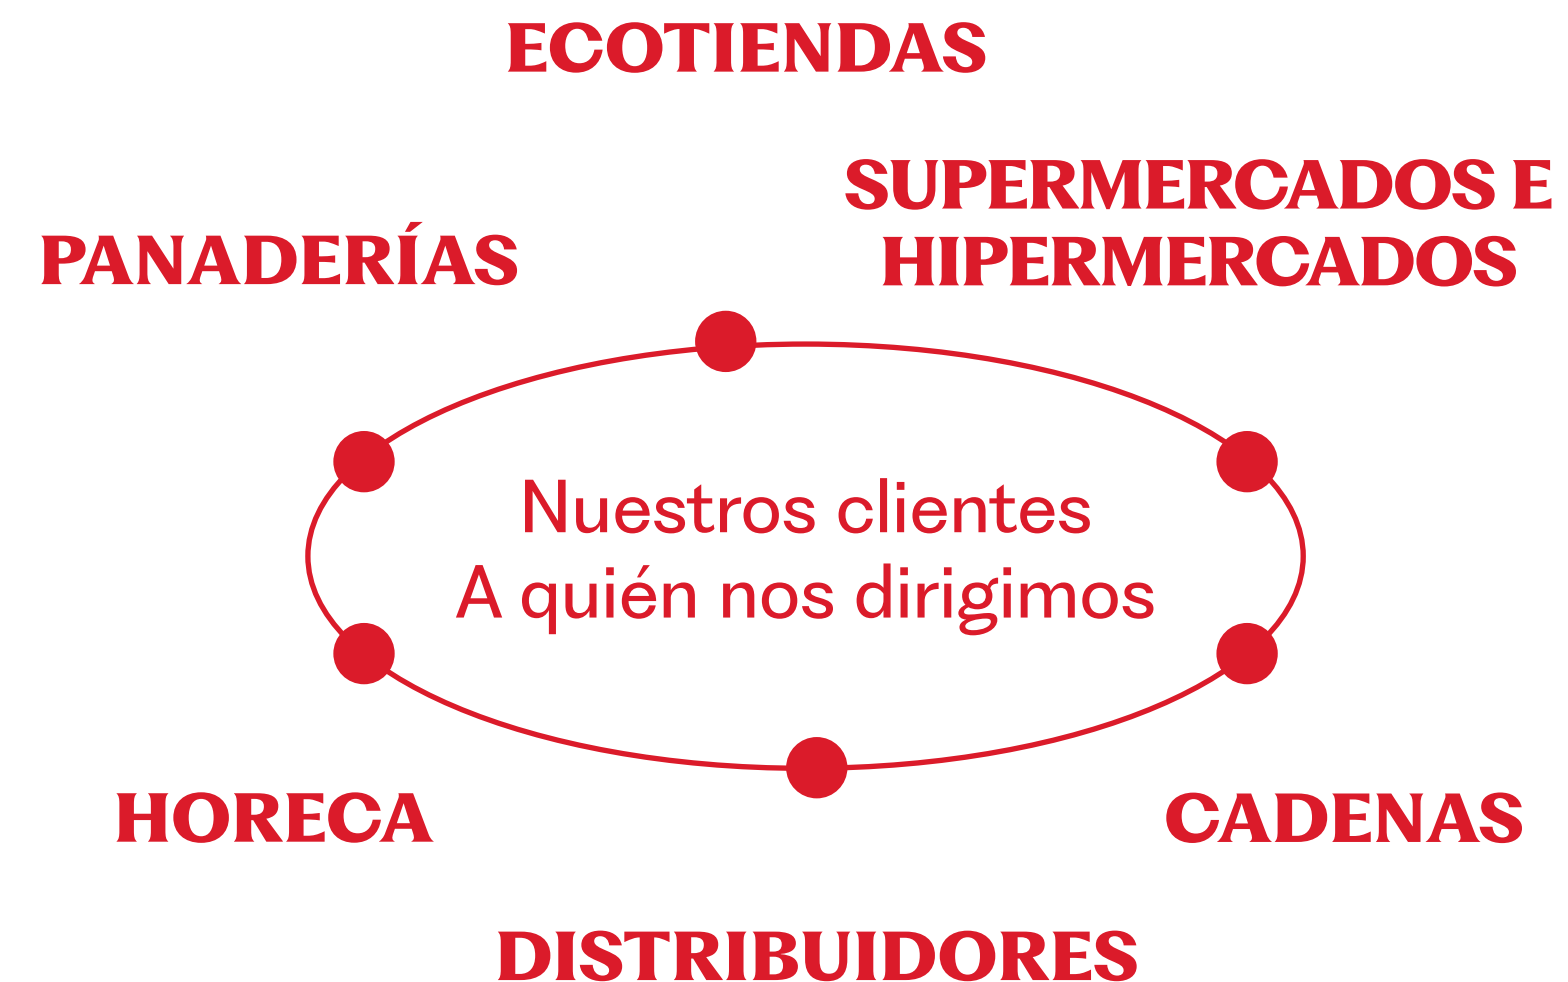 ECOTIENDAS
SUPERMERCADOS E
HIPERMERCADOS
PANADERÍAS
Nuestros clientes
A quién nos dirigimos
HORECA
CADENAS
DISTRIBUIDORES